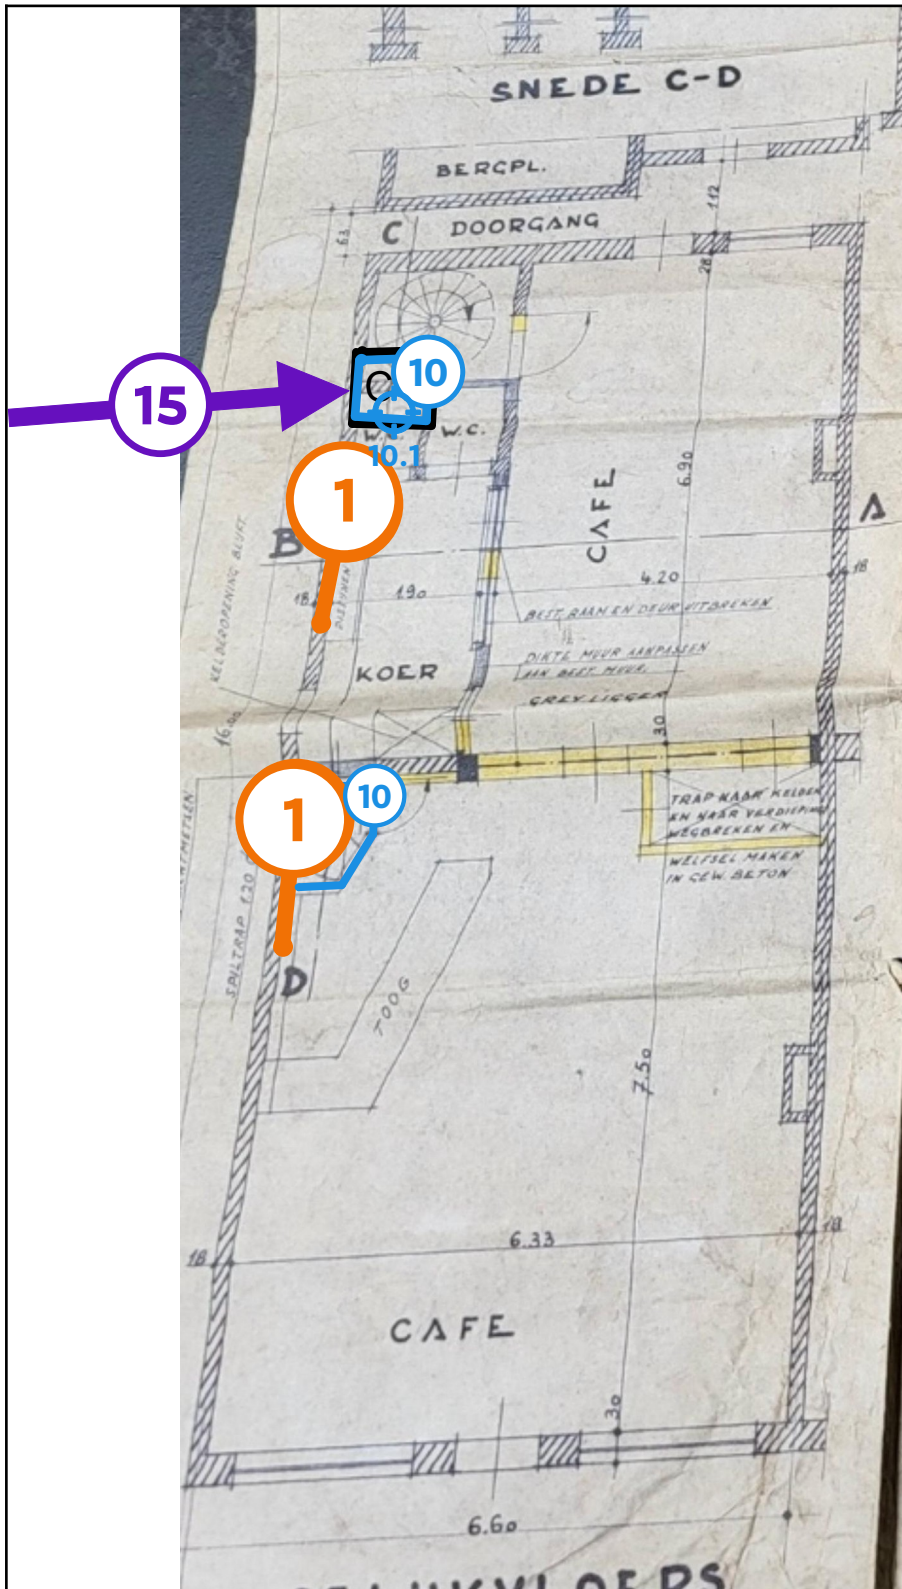 SNEDE C-D
BERGPL.
1.12
63
C
DOORGANG
28
15
C
10
W.C.
10.1
6.90
CAFE
1
B
A
KELDEROPENING BLIJFT
18
1.90
4.20
18
BEST. RAAM EN DEUR UITBREKEN
DIKTE MUUR AANPASSEN
AAN BEST. MUUR.
KOER
GREY LIGGER
16.00
30
1
10
TRAP NAAR KELDER
EN NAAR VERDIEPING
WEGBREKEN EN
WELFSEL MAKEN
IN GEW. BETON
SPILTRAP 1.20
D
TOOG
7.50
18
6.33
18
CAFE
30
6.60